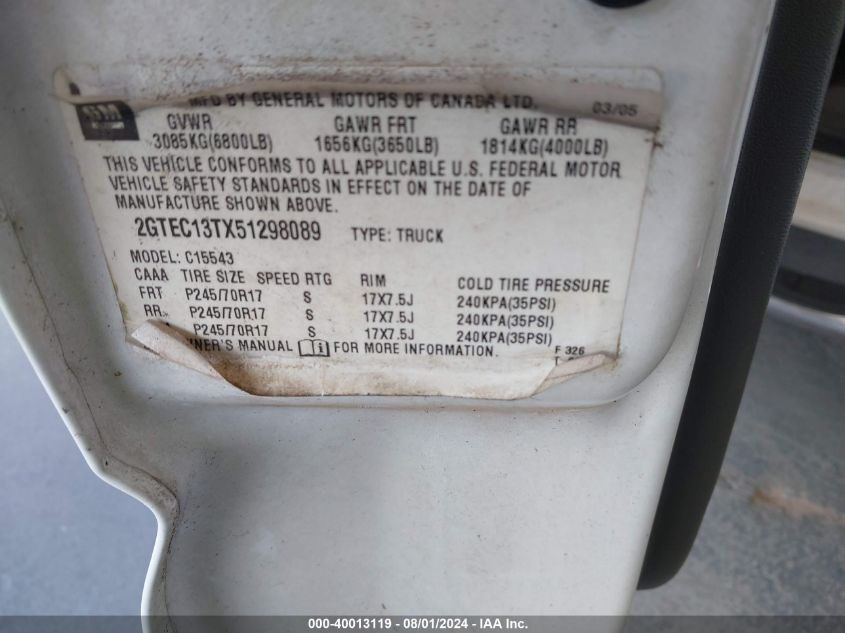 GM
MFD BY GENERAL MOTORS OF CANADA LTD. 03/05
GVWR GAWR FRT GAWR RR
3085KG(6800LB) 1656KG(3650LB) 1814KG(4000LB)
THIS VEHICLE CONFORMS TO ALL APPLICABLE U.S. FEDERAL MOTOR
VEHICLE SAFETY STANDARDS IN EFFECT ON THE DATE OF
MANUFACTURE SHOWN ABOVE.
2GTEC13TX51298089 TYPE: TRUCK
MODEL: C15543
CAAA TIRE SIZE SPEED RTG RIM COLD TIRE PRESSURE
FRT P245/70R17 S 17X7.5J 240KPA(35PSI)
RR P245/70R17 S 17X7.5J 240KPA(35PSI)
P245/70R17 S 17X7.5J 240KPA(35PSI)
NER'S MANUAL FOR MORE INFORMATION. F 326
000-40013119 / 08/01/2024 - IAA Inc.